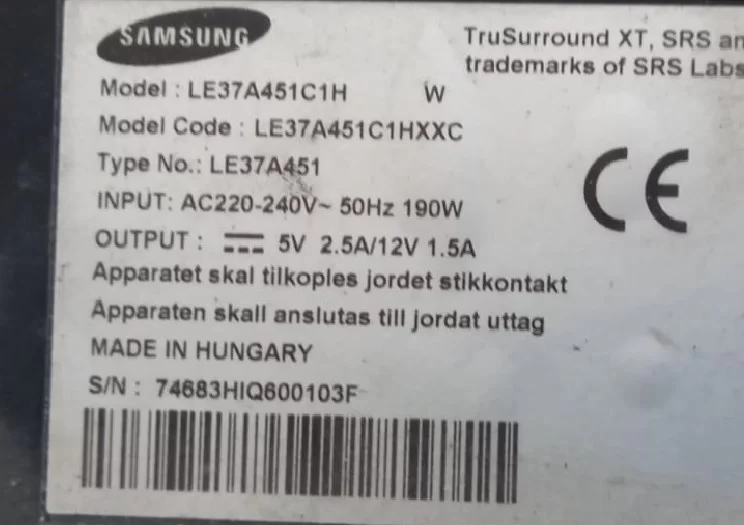 SAMSUNG
TruSurround XT, SRS
trademarks of SRS Labs
Model : LE37A451C1H W
Model Code : LE37A451C1HXXC
Type No.: LE37A451
INPUT: AC220-240V~ 50Hz 190W
OUTPUT : 5V 2.5A/12V 1.5A
Apparatet skal tilkoples jordet stikkontakt
Apparaten skall anslutas till jordat uttag
MADE IN HUNGARY
S/N : 74683HIQ600103F
CE